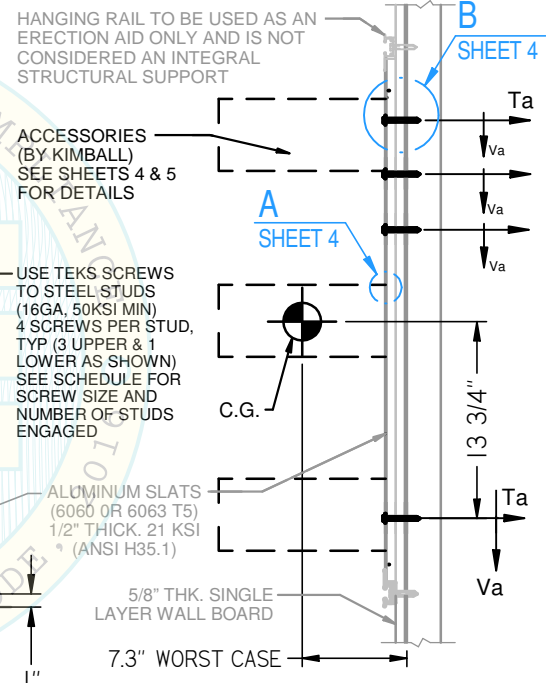 HANGING RAIL TO BE USED AS AN
ERECTION AID ONLY AND IS NOT
CONSIDERED AN INTEGRAL
STRUCTURAL SUPPORT
B
SHEET 4
Ta
Va
ACCESSORIES
(BY KIMBALL)
SEE SHEETS 4 & 5
FOR DETAILS
Va
Va
A
SHEET 4
USE TEKS SCREWS
TO STEEL STUDS
(16GA, 50KSI MIN)
4 SCREWS PER STUD,
TYP (3 UPPER & 1
LOWER AS SHOWN)
SEE SCHEDULE FOR
SCREW SIZE AND
NUMBER OF STUDS
ENGAGED
C.G.
13 3/4"
ALUMINUM SLATS
(6060 0R 6063 T5)
1/2" THICK. 21 KSI
(ANSI H35.1)
Ta
Va
5/8" THK. SINGLE
LAYER WALL BOARD
7.3" WORST CASE
1"
DE, 2016